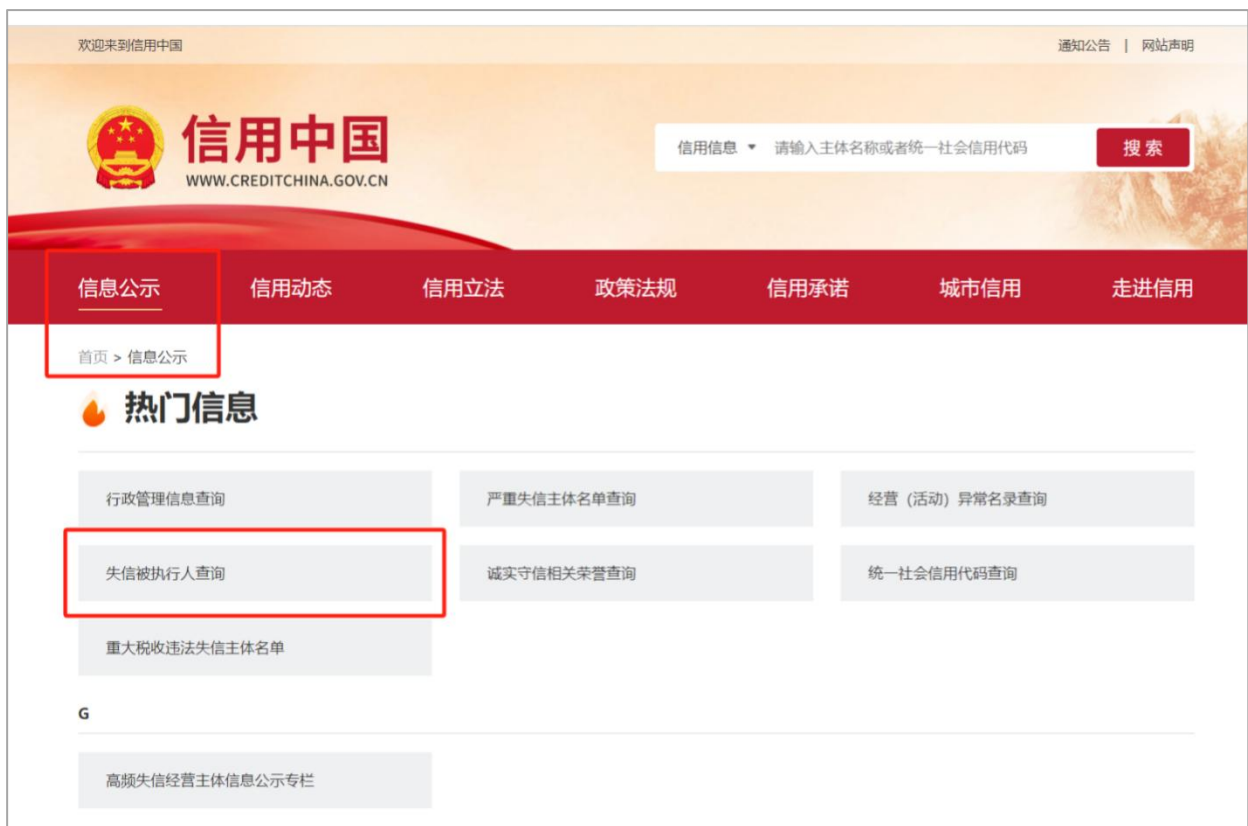 欢迎来到信用中国
通知公告 | 网站声明
信用中国
WWW.CREDITCHINA.GOV.CN
信用信息 请输入主体名称或者统一社会信用代码 搜索
信息公示 信用动态 信用立法 政策法规 信用承诺 城市信用 走进信用
首页 > 信息公示
热门信息
行政管理信息查询 严重失信主体名单查询 经营（活动）异常名录查询
失信被执行人查询 诚实守信相关荣誉查询 统一社会信用代码查询
重大税收违法失信主体名单
G
高频失信经营主体信息公示专栏